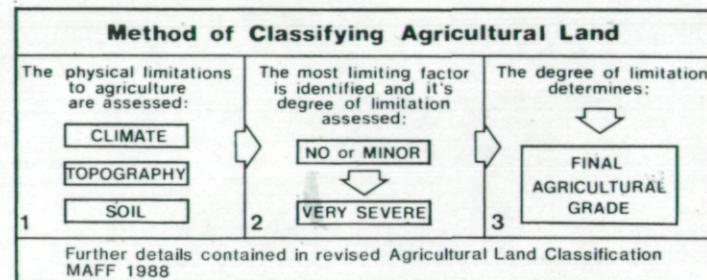 Method of Classifying Agricultural Land
The physical limitations
to agriculture
are assessed:
CLIMATE
TOPOGRAPHY
SOIL
1
The most limiting factor
is identified and it's
degree of limitation
assessed:
NO or MINOR
VERY SEVERE
2
The degree of limitation
determines:
FINAL
AGRICULTURAL
GRADE
3
Further details contained in revised Agricultural Land Classification
MAFF 1988